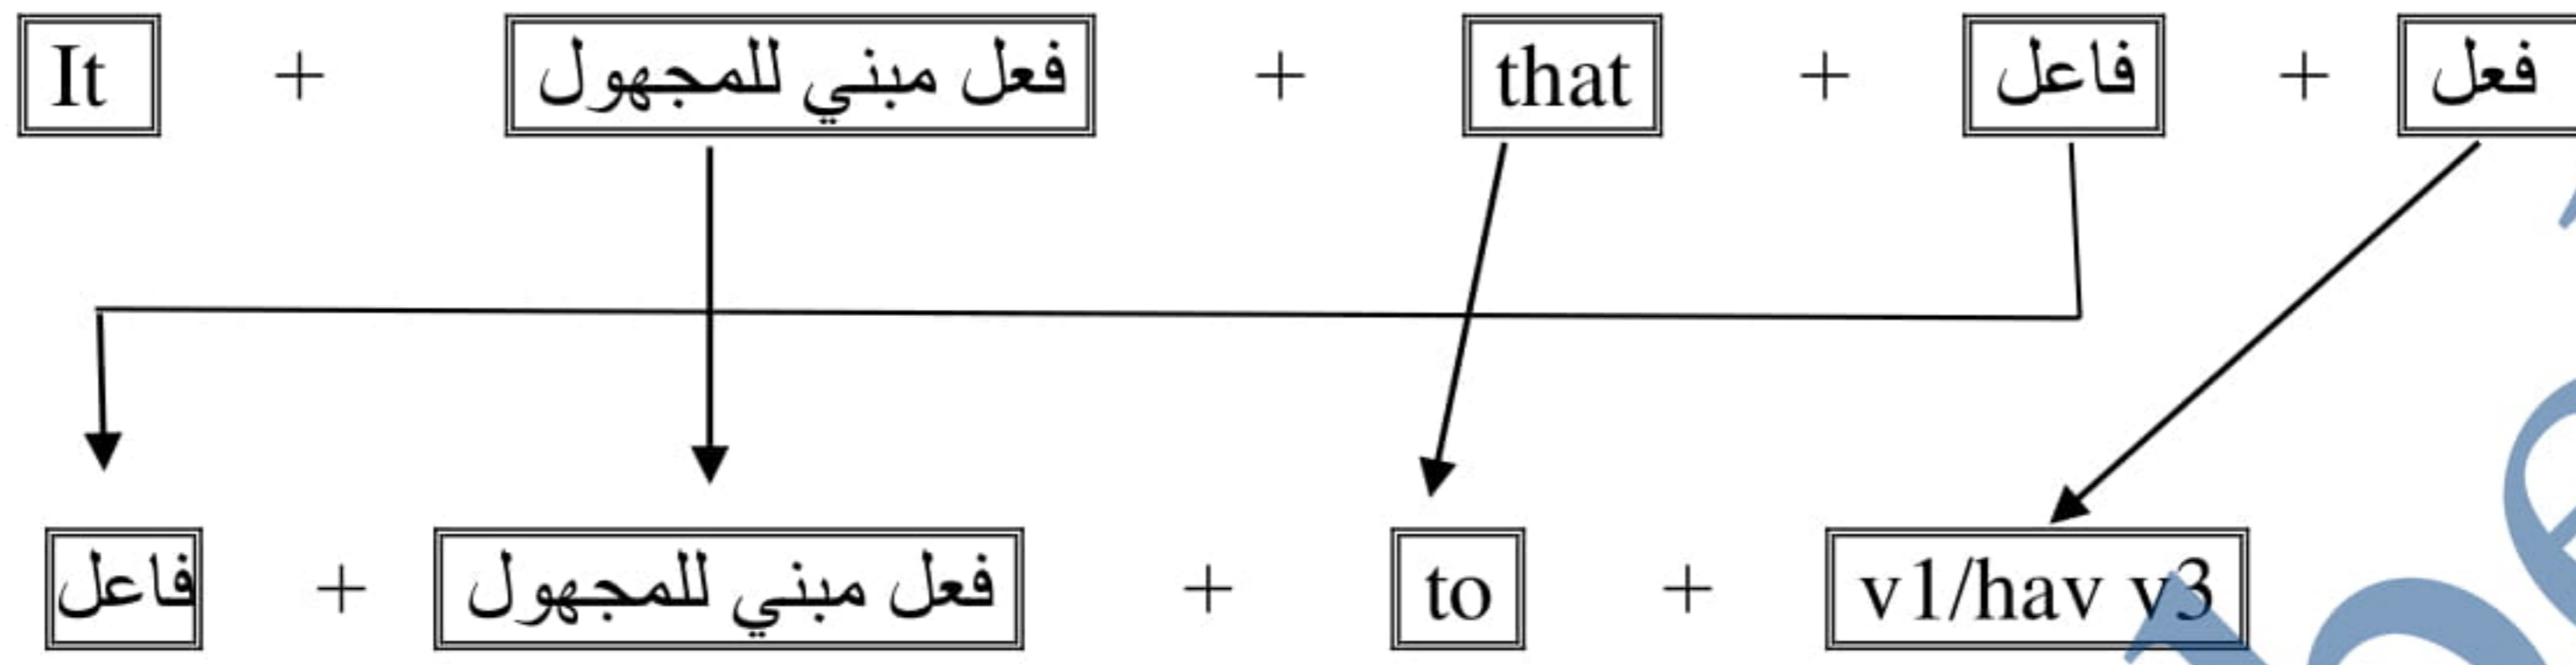 It + فعل مبني للمجهول + that + فاعل + فعل
فاعل + فعل مبني للمجهول + to + v1/hav v3